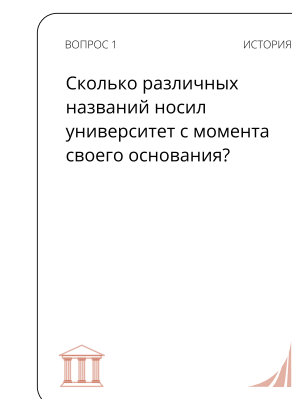 ВОПРОС 1 ИСТОРИЯ
Сколько различных
названий носил
университет с момента
своего основания?